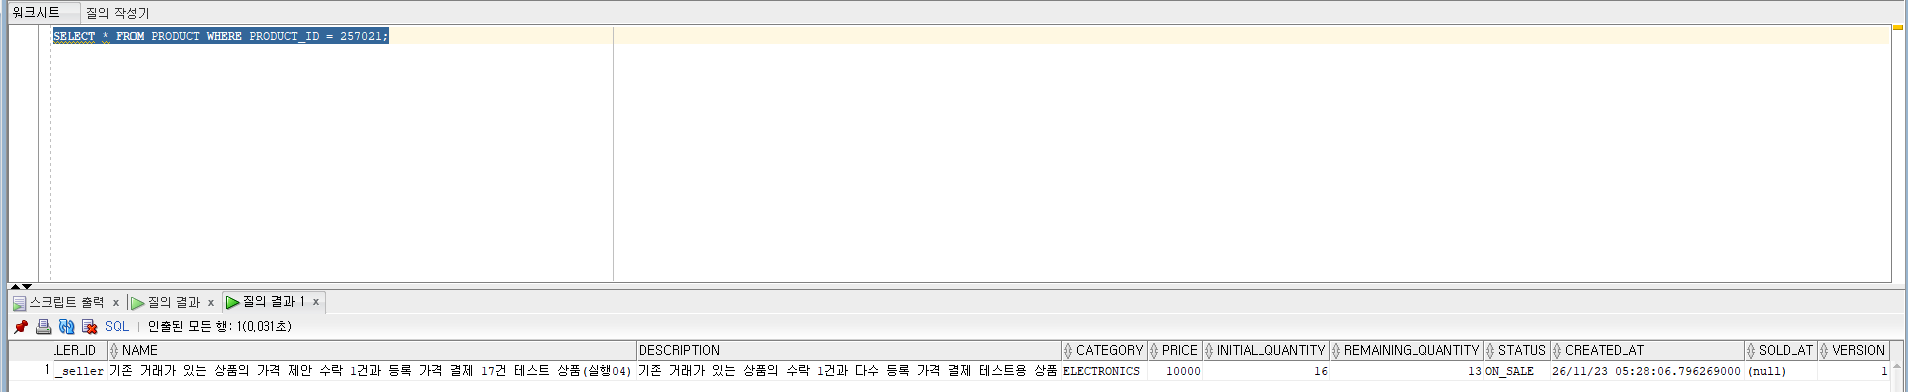 워크시트 질의 작성기
SELECT * FROM PRODUCT WHERE PRODUCT_ID = 257021;
스크립트 출력 x 질의 결과 x 질의 결과 1 x
SQL 인출된 모든 행: 1(0,031초)
LER_ID NAME DESCRIPTION CATEGORY PRICE INITIAL_QUANTITY REMAINING_QUANTITY STATUS CREATED_AT SOLD_AT VERSION
1 _seller 기존 거래가 있는 상품의 가격 제안 수락 1건과 등록 가격 결제 17건 테스트 상품(실행04) 기존 거래가 있는 상품의 수락 1건과 다수 등록 가격 결제 테스트용 상품 ELECTRONICS 10000 16 13 ON_SALE 26/11/23 05:28:06.796269000 (null) 1